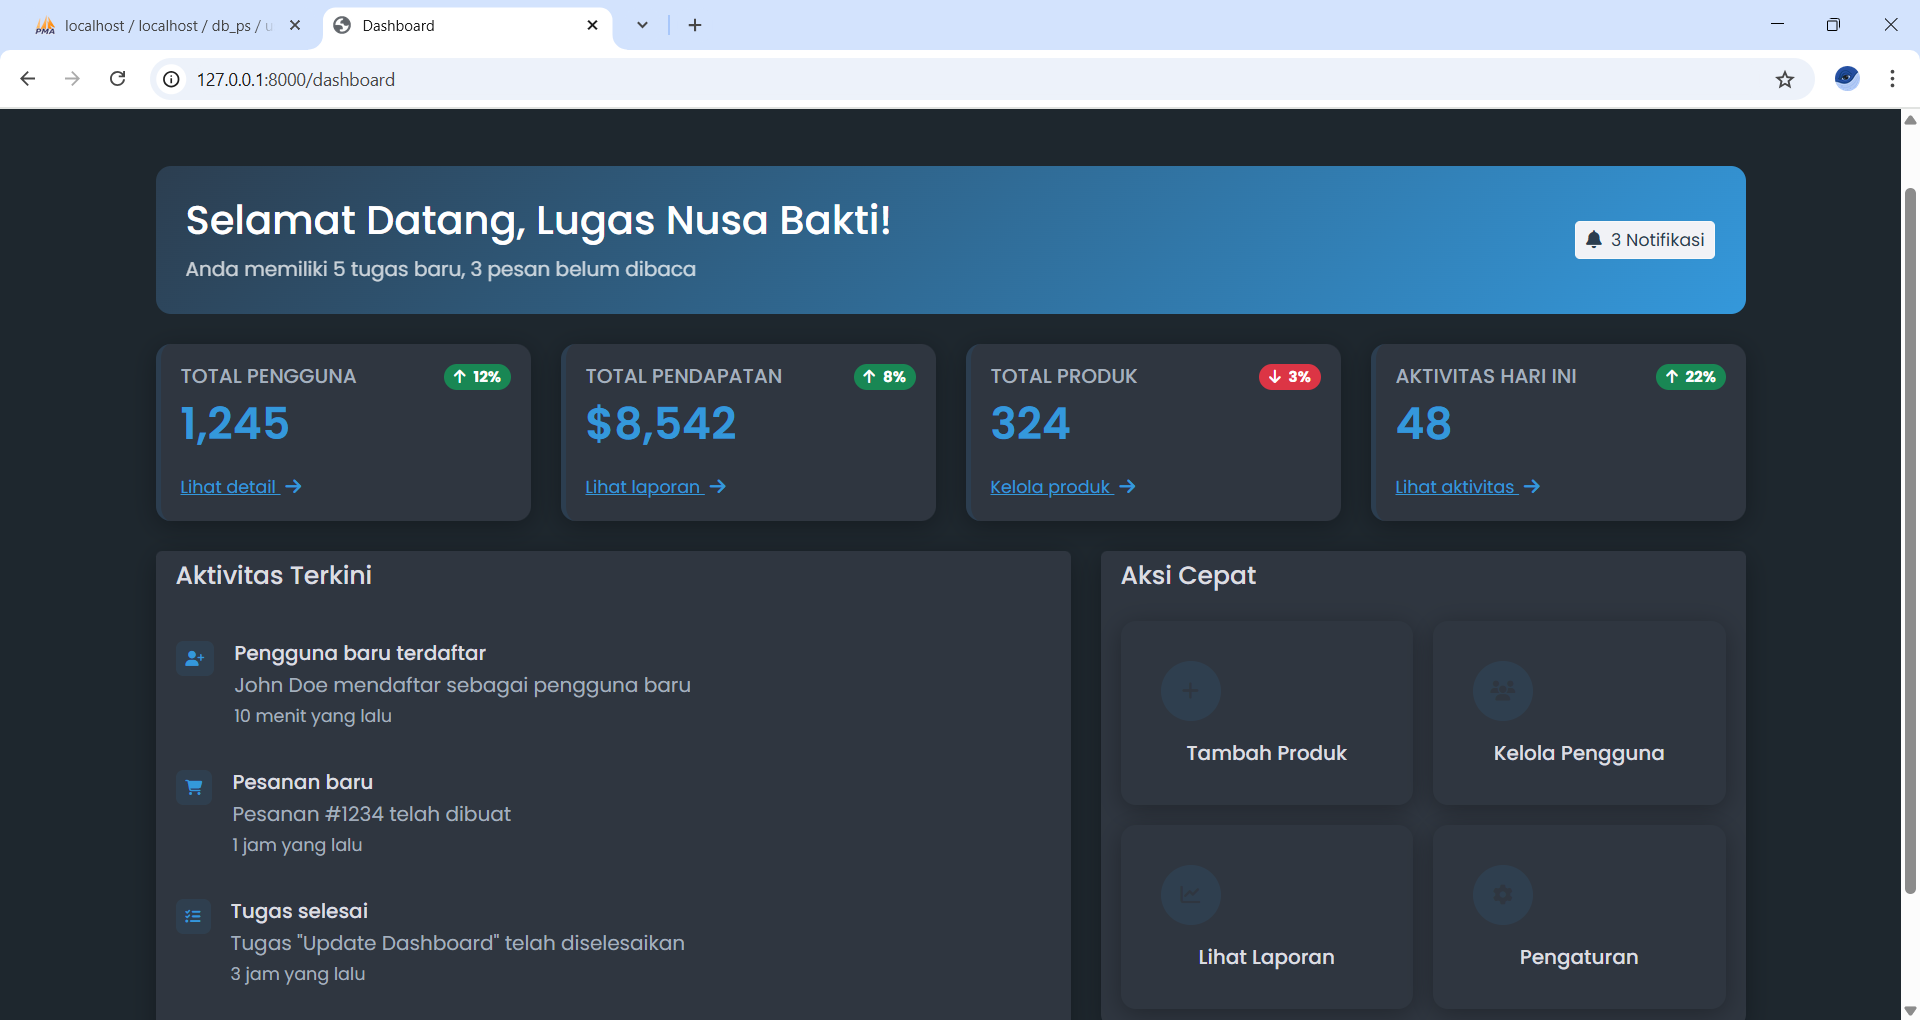 localhost / localhost / db_ps / u
Dashboard
127.0.0.1:8000/dashboard
Selamat Datang, Lugas Nusa Bakti!
Anda memiliki 5 tugas baru, 3 pesan belum dibaca
3 Notifikasi
TOTAL PENGGUNA
12%
1,245
Lihat detail
TOTAL PENDAPATAN
8%
$8,542
Lihat laporan
TOTAL PRODUK
3%
324
Kelola produk
AKTIVITAS HARI INI
22%
48
Lihat aktivitas
Aktivitas Terkini
Pengguna baru terdaftar
John Doe mendaftar sebagai pengguna baru
10 menit yang lalu
Pesanan baru
Pesanan #1234 telah dibuat
1 jam yang lalu
Tugas selesai
Tugas "Update Dashboard" telah diselesaikan
3 jam yang lalu
Aksi Cepat
Tambah Produk
Kelola Pengguna
Lihat Laporan
Pengaturan
PMA